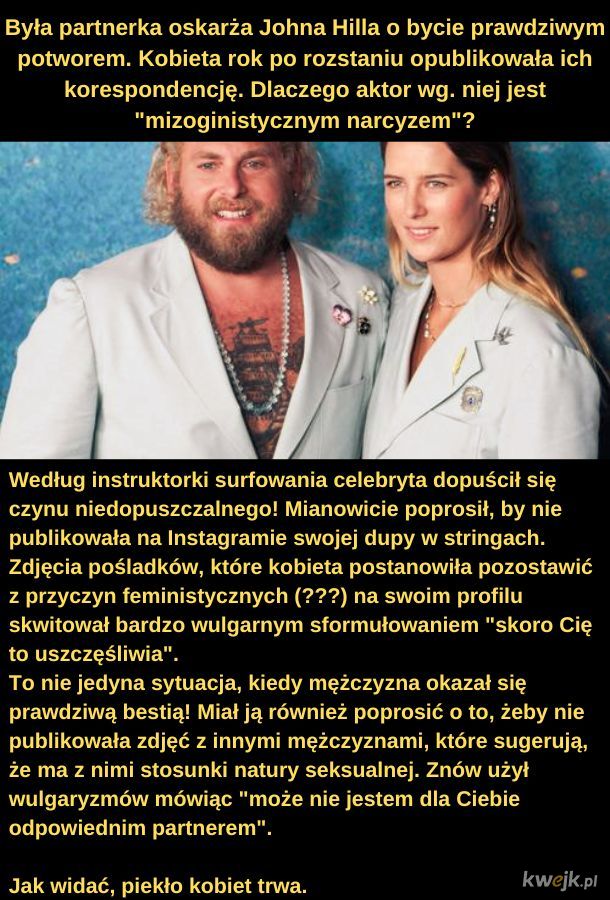 Była partnerka oskarża Johna Hilla o bycie prawdziwym
potworem. Kobieta rok po rozstaniu opublikowała ich
korespondencję. Dlaczego aktor wg. niej jest
"mizoginistycznym narcyzem"?
Według instruktorki surfowania celebryta dopuścił się
czynu niedopuszczalnego! Mianowicie poprosił, by nie
publikowała na Instagramie swojej dupy w stringach.
Zdjęcia pośladków, które kobieta postanowiła pozostawić
z przyczyn feministycznych (???) na swoim profilu
skwitował bardzo wulgarnym sformułowaniem "skoro Cię
to uszczęśliwia".
To nie jedyna sytuacja, kiedy mężczyzna okazał się
prawdziwą bestią! Miał ją również poprosić o to, żeby nie
publikowała zdjęć z innymi mężczyznami, które sugerują,
że ma z nimi stosunki natury seksualnej. Znów użył
wulgaryzmów mówiąc "może nie jestem dla Ciebie
odpowiednim partnerem".
Jak widać, piekło kobiet trwa.
kwejk.pl